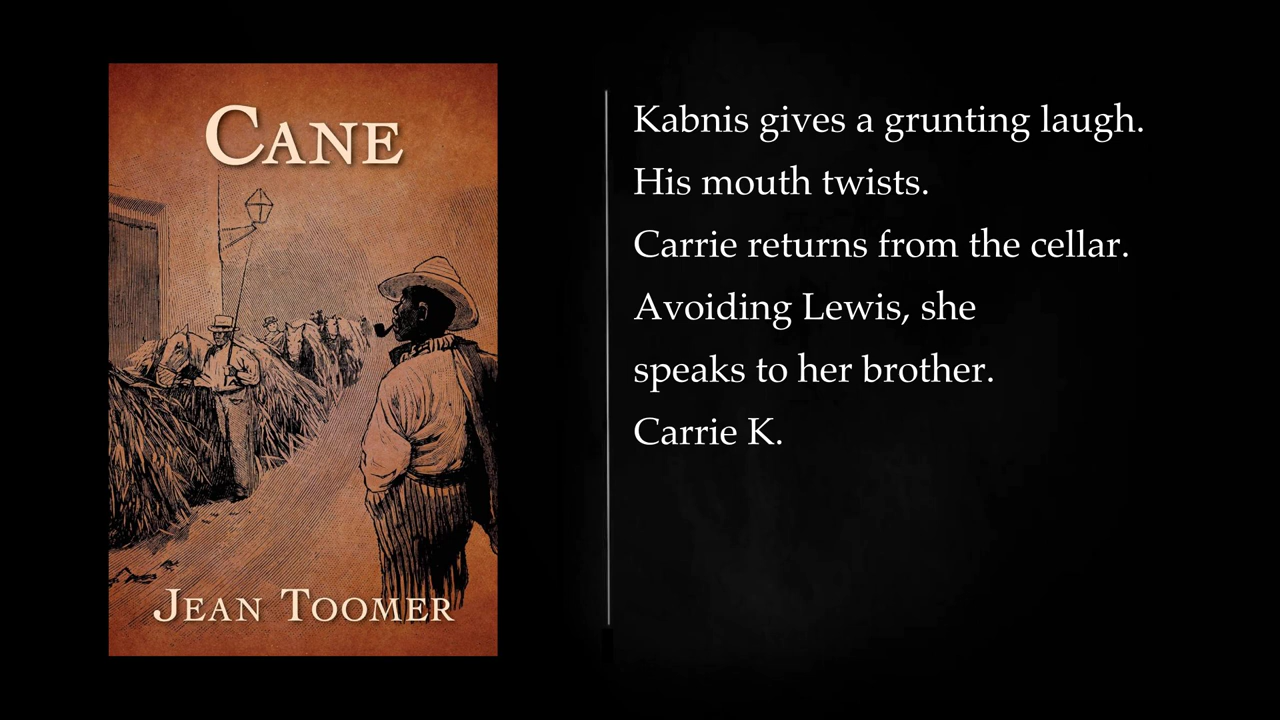 CANE
JEAN TOOMER
Kabnis gives a grunting laugh.
His mouth twists.
Carrie returns from the cellar.
Avoiding Lewis, she
speaks to her brother.
Carrie K.